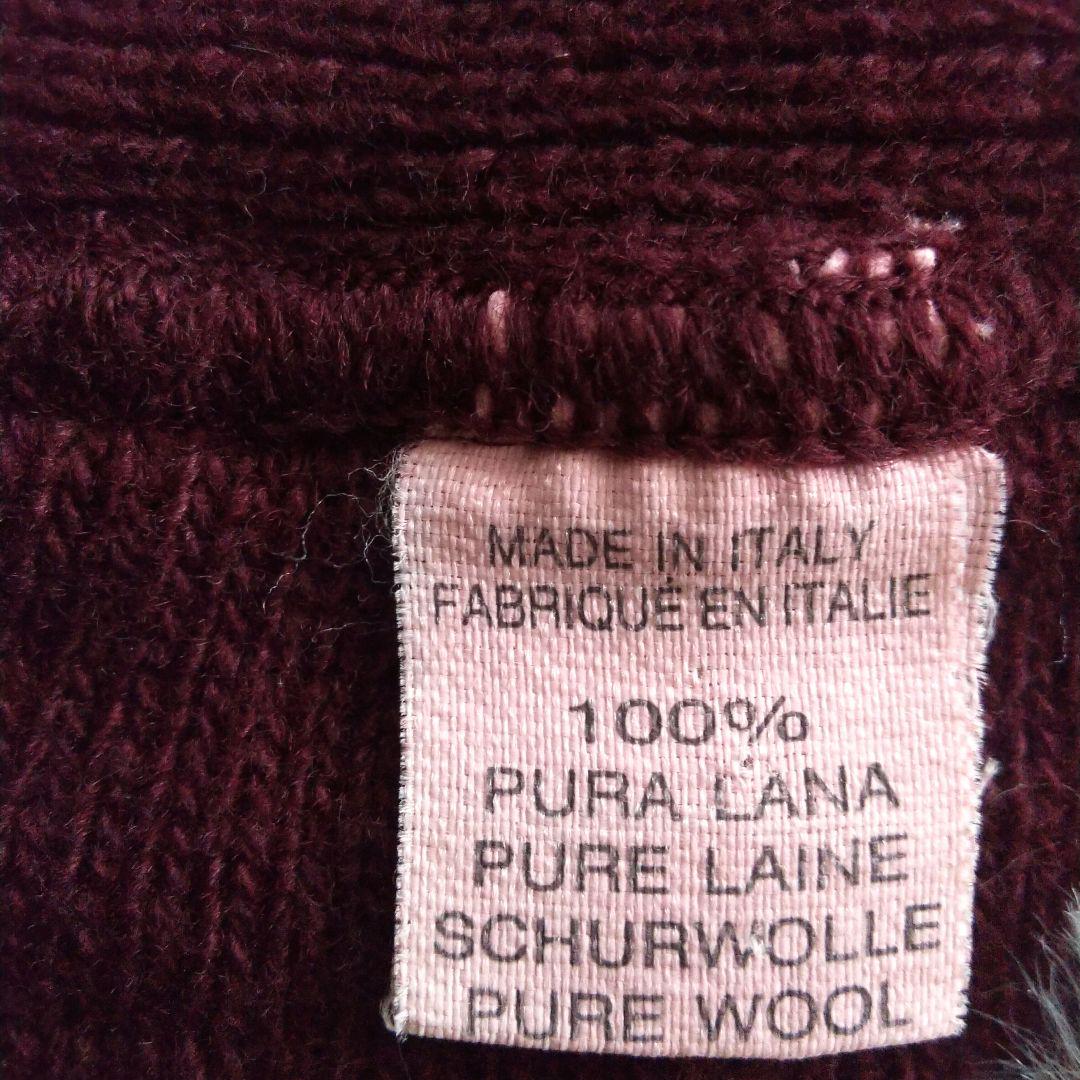 MADE IN ITALY
FABRIQUÉ EN ITALIE
100%
PURA LANA
PURE LAINE
SCHURWOLLE
PURE WOOL